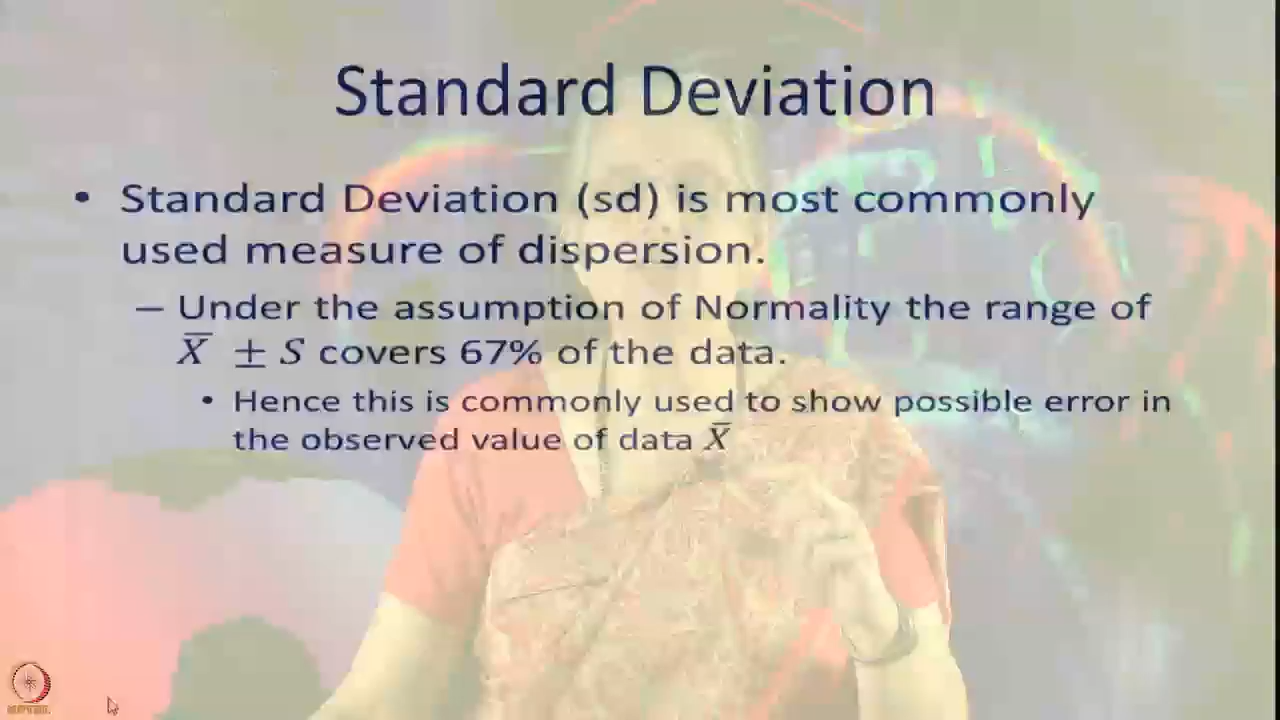 Standard Deviation
• Standard Deviation (sd) is most commonly
used measure of dispersion.
– Under the assumption of Normality the range of
X̅ ± S covers 67% of the data.
• Hence this is commonly used to show possible error in
the observed value of data X̅